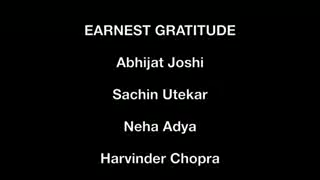 EARNEST GRATITUDE
Abhijat Joshi
Sachin Utekar
Neha Adya
Harvinder Chopra